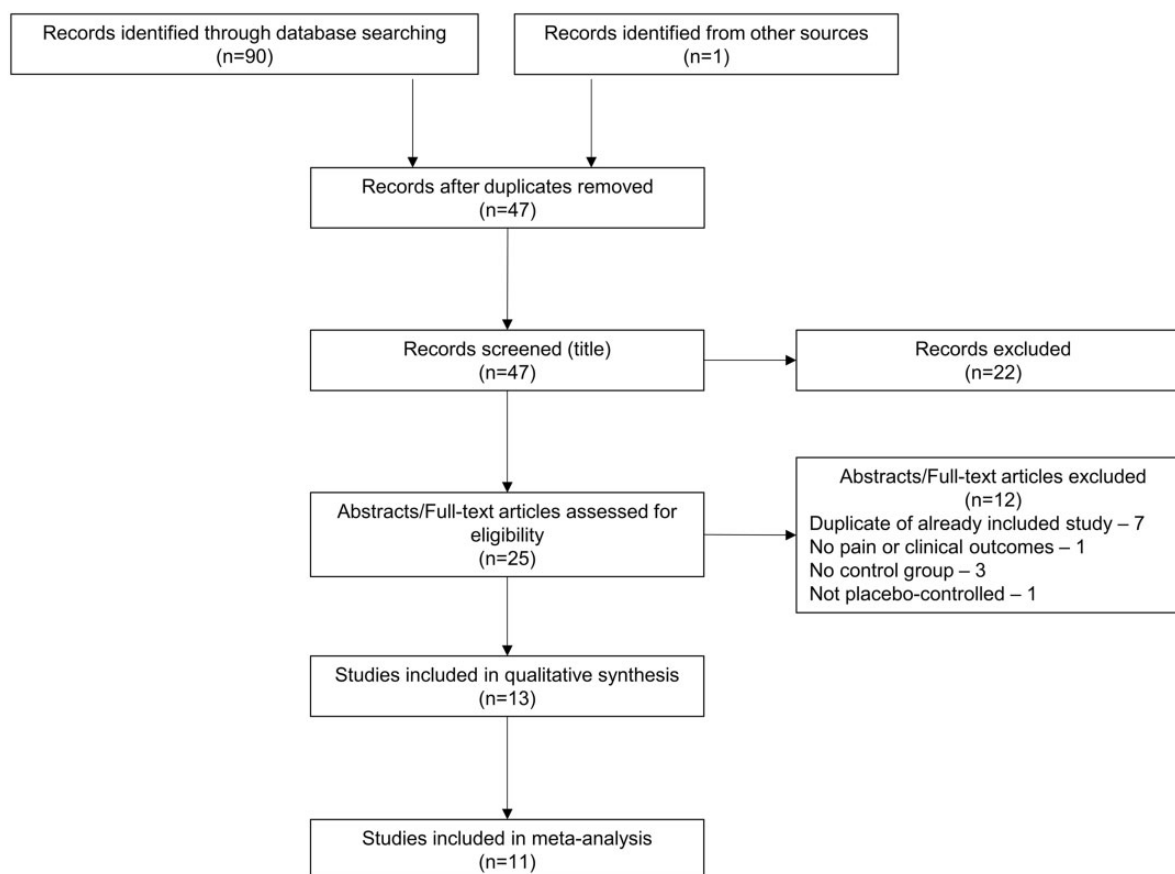 Records identified through database searching
(n=90)
Records identified from other sources
(n=1)
Records after duplicates removed
(n=47)
Records screened (title)
(n=47)
Records excluded
(n=22)
Abstracts/Full-text articles assessed for
eligibility
(n=25)
Abstracts/Full-text articles excluded
(n=12)
Duplicate of already included study – 7
No pain or clinical outcomes – 1
No control group – 3
Not placebo-controlled – 1
Studies included in qualitative synthesis
(n=13)
Studies included in meta-analysis
(n=11)